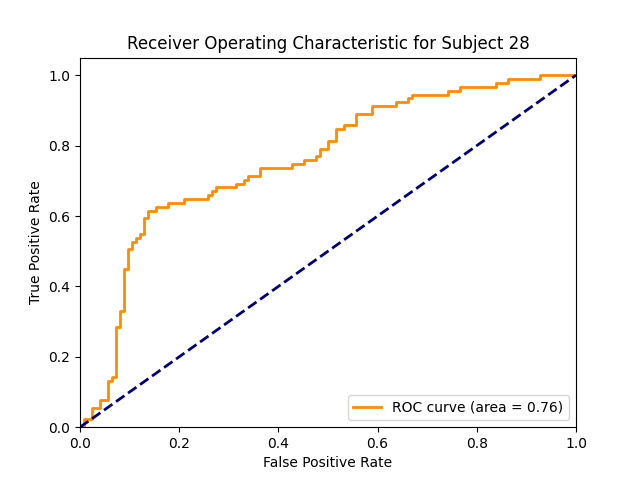 Receiver Operating Characteristic for Subject 28
1.0
0.8
0.6
0.4
0.2
0.0
True Positive Rate
ROC curve (area = 0.76)
0.0 0.2 0.4 0.6 0.8 1.0
False Positive Rate